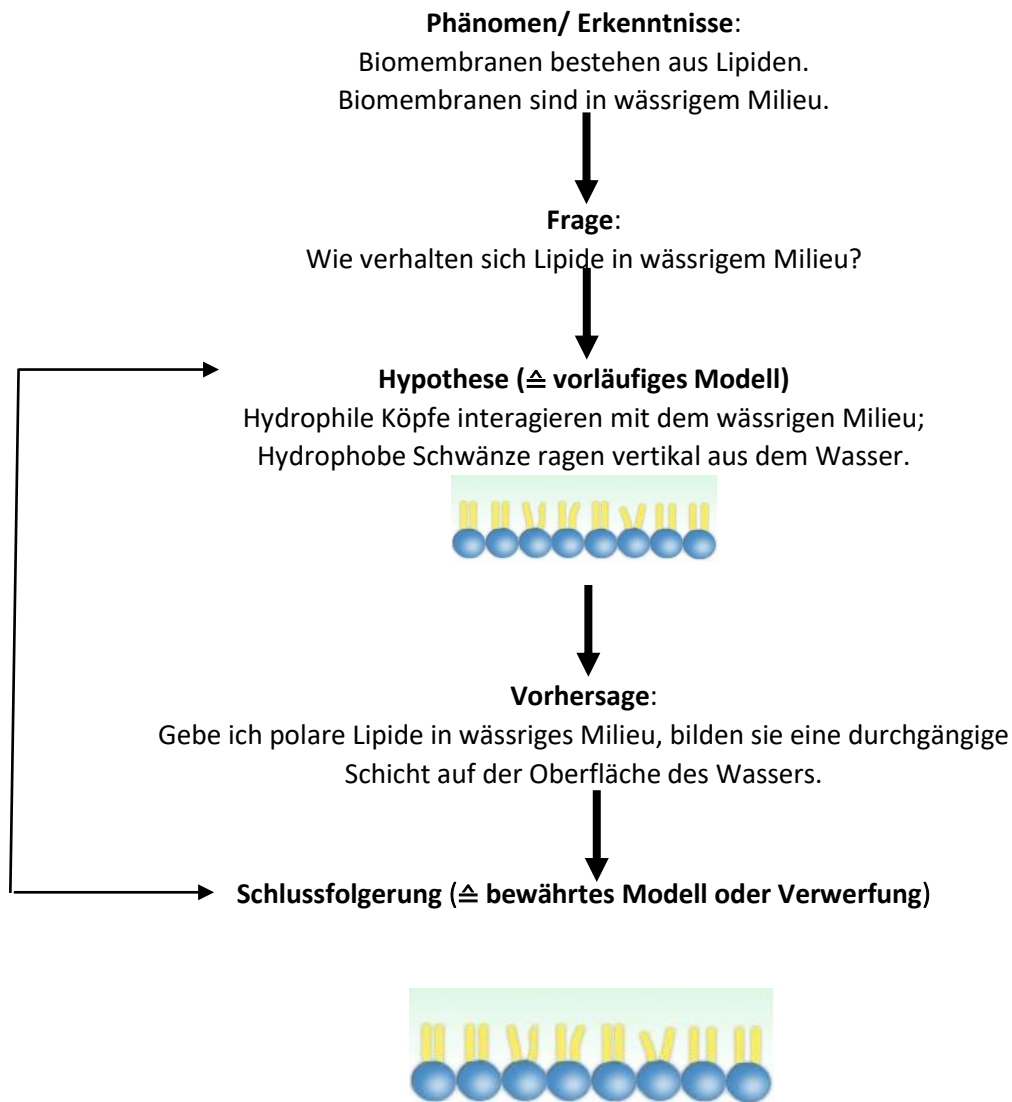 Phänomen/ Erkenntnisse:
Biomembranen bestehen aus Lipiden.
Biomembranen sind in wässrigem Milieu.
Frage:
Wie verhalten sich Lipide in wässrigem Milieu?
Hypothese (≙ vorläufiges Modell)
Hydrophile Köpfe interagieren mit dem wässrigen Milieu;
Hydrophobe Schwänze ragen vertikal aus dem Wasser.
Vorhersage:
Gebe ich polare Lipide in wässriges Milieu, bilden sie eine durchgängige
Schicht auf der Oberfläche des Wassers.
Schlussfolgerung (≙ bewährtes Modell oder Verwerfung)